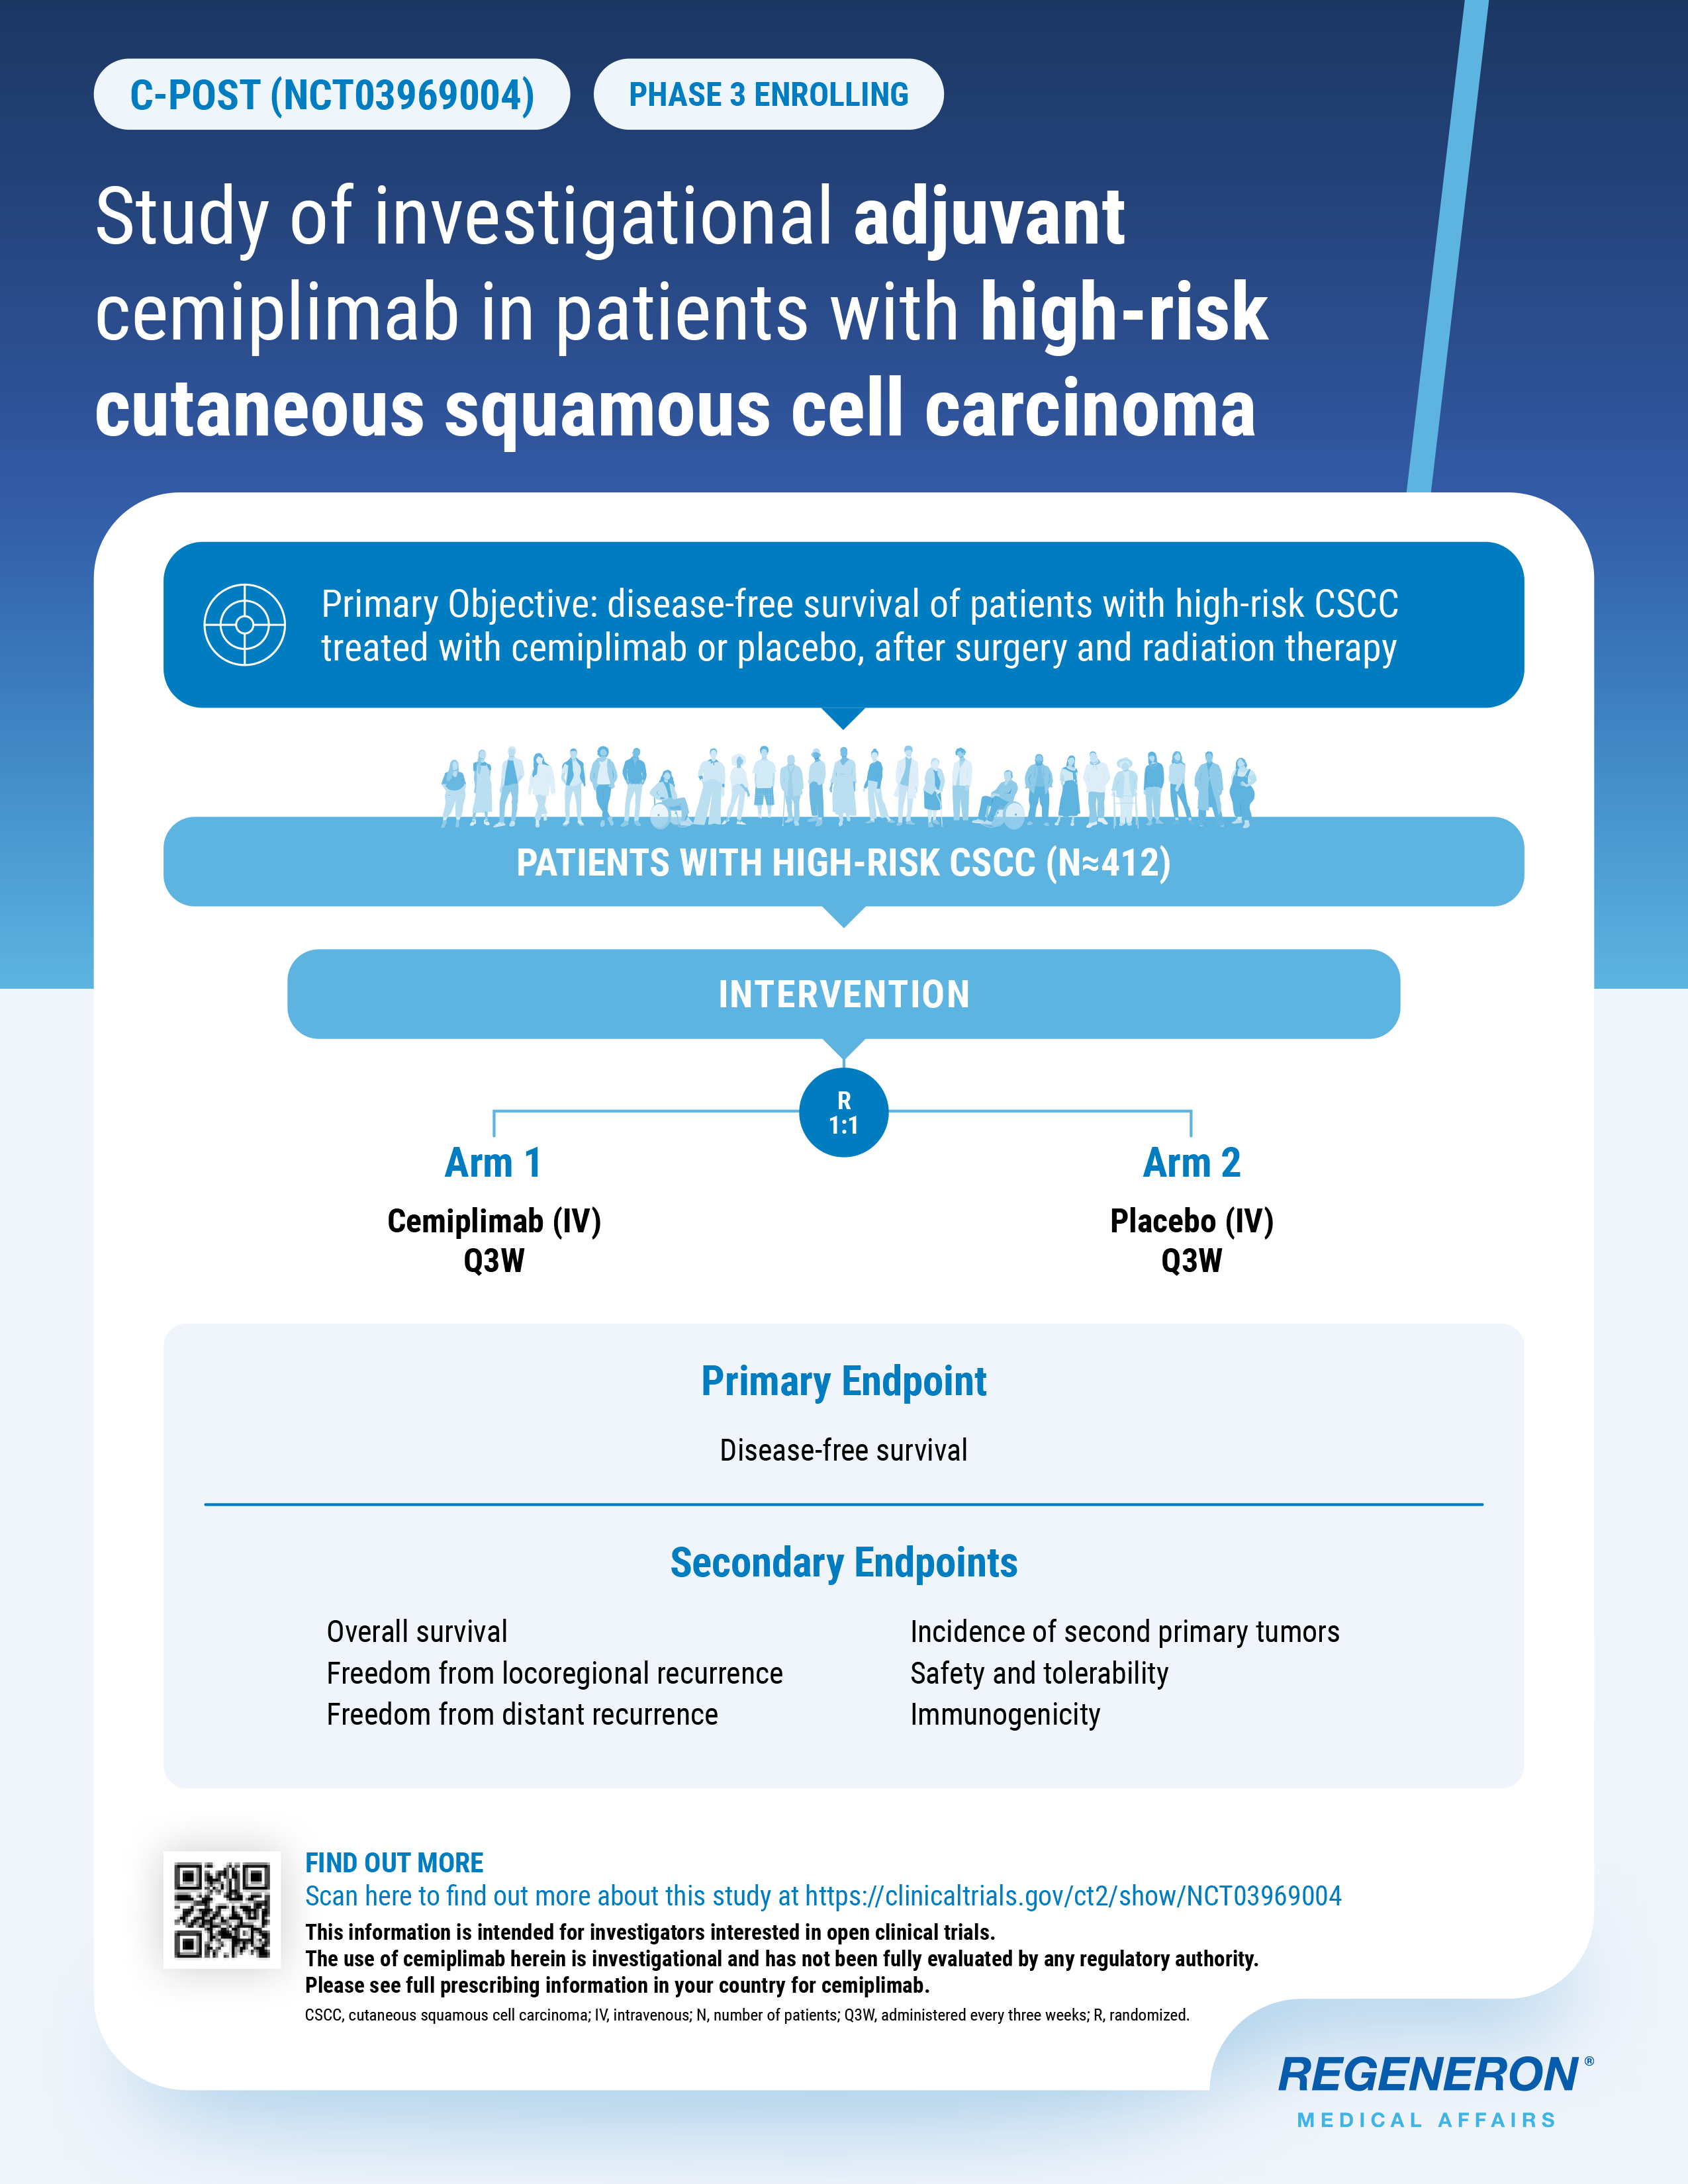 C-POST (NCT03969004)
PHASE 3 ENROLLING
Study of investigational adjuvant
cemiplimab in patients with high-risk
cutaneous squamous cell carcinoma
Primary Objective: disease-free survival of patients with high-risk CSCC
treated with cemiplimab or placebo, after surgery and radiation therapy
PATIENTS WITH HIGH-RISK CSCC (N≈412)
INTERVENTION
R
1:1
Arm 1
Cemiplimab (IV)
Q3W
Arm 2
Placebo (IV)
Q3W
Primary Endpoint
Disease-free survival
Secondary Endpoints
Overall survival
Freedom from locoregional recurrence
Freedom from distant recurrence
Incidence of second primary tumors
Safety and tolerability
Immunogenicity
FIND OUT MORE
Scan here to find out more about this study at https://clinicaltrials.gov/ct2/show/NCT03969004
This information is intended for investigators interested in open clinical trials.
The use of cemiplimab herein is investigational and has not been fully evaluated by any regulatory authority.
Please see full prescribing information in your country for cemiplimab.
CSCC, cutaneous squamous cell carcinoma; IV, intravenous; N, number of patients; Q3W, administered every three weeks; R, randomized.
REGENERON®
MEDICAL AFFAIRS